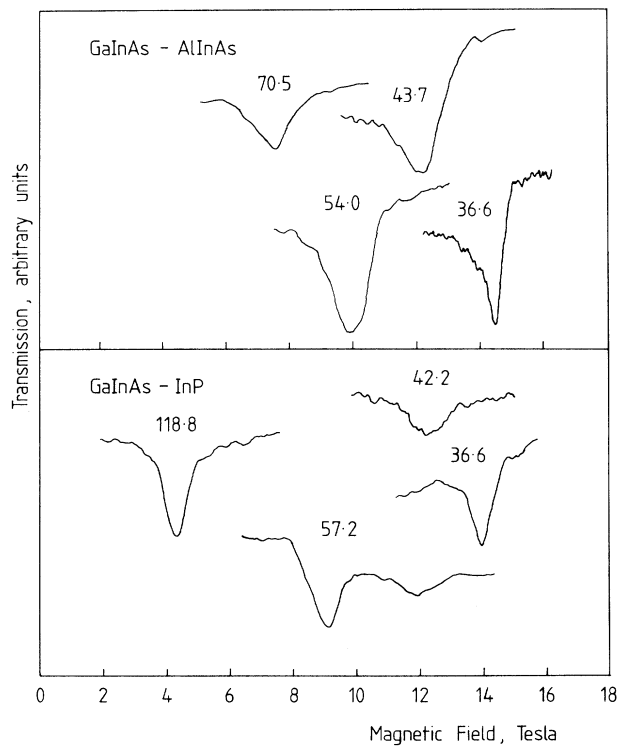 GaInAs - AlInAs
70·5
43·7
54·0
36·6
Transmission, arbitrary units
GaInAs - InP
42·2
118·8
36·6
57·2
0 2 4 6 8 10 12 14 16 18
Magnetic Field, Tesla